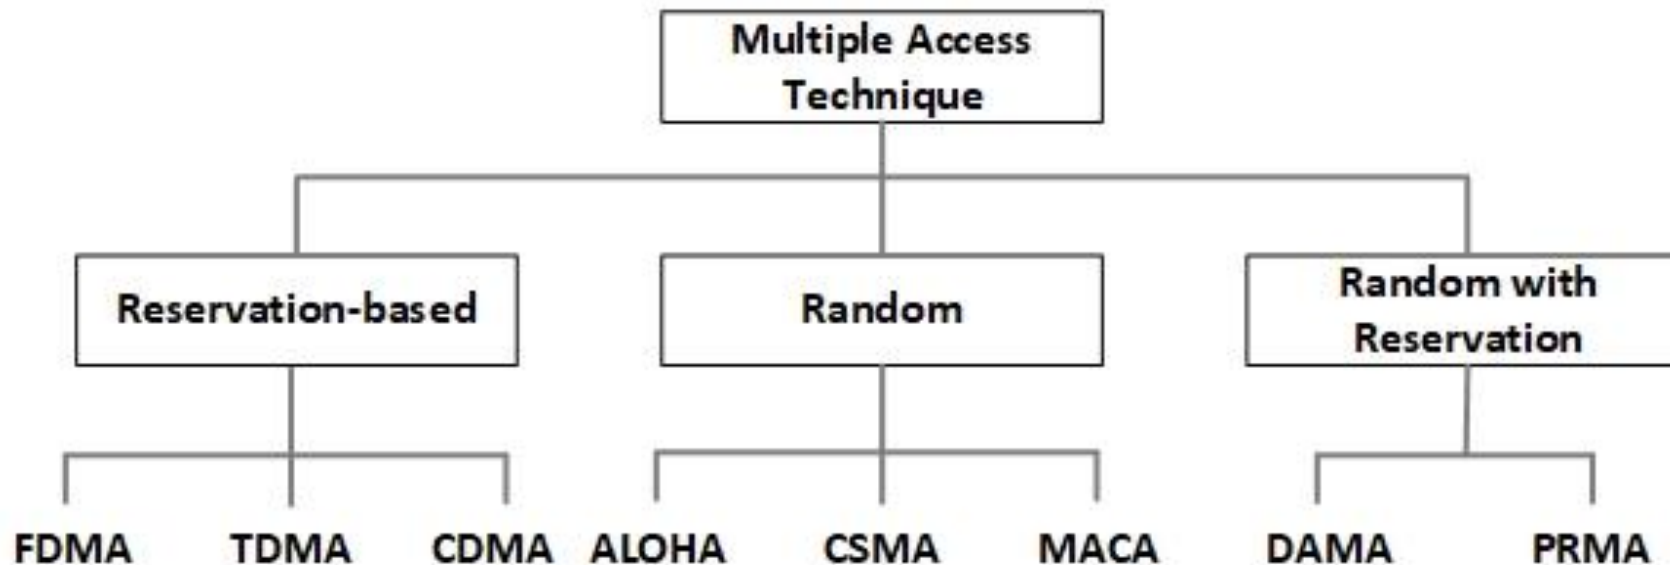 Multiple Access
Technique
Reservation-based
Random
Random with
Reservation
FDMA
TDMA
CDMA
ALOHA
CSMA
MACA
DAMA
PRMA